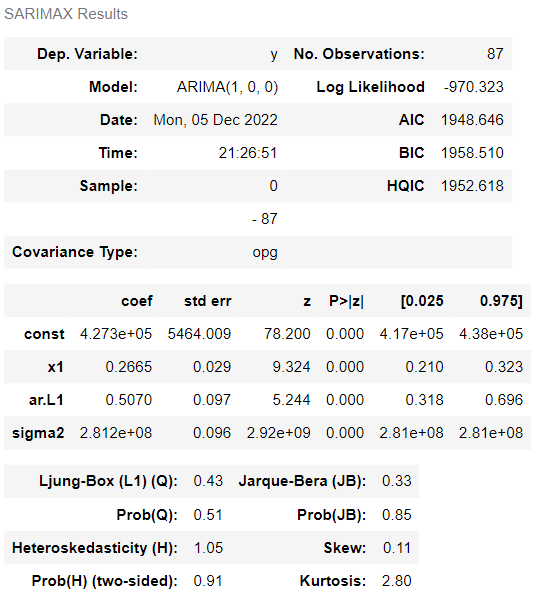 SARIMAX Results
Dep. Variable: y No. Observations: 87
Model: ARIMA(1, 0, 0) Log Likelihood -970.323
Date: Mon, 05 Dec 2022 AIC 1948.646
Time: 21:26:51 BIC 1958.510
Sample: 0 HQIC 1952.618
- 87
Covariance Type: opg
coef std err z P>|z| [0.025 0.975]
const 4.273e+05 5464.009 78.200 0.000 4.17e+05 4.38e+05
x1 0.2665 0.029 9.324 0.000 0.210 0.323
ar.L1 0.5070 0.097 5.244 0.000 0.318 0.696
sigma2 2.812e+08 0.096 2.92e+09 0.000 2.81e+08 2.81e+08
Ljung-Box (L1) (Q): 0.43 Jarque-Bera (JB): 0.33
Prob(Q): 0.51 Prob(JB): 0.85
Heteroskedasticity (H): 1.05 Skew: 0.11
Prob(H) (two-sided): 0.91 Kurtosis: 2.80